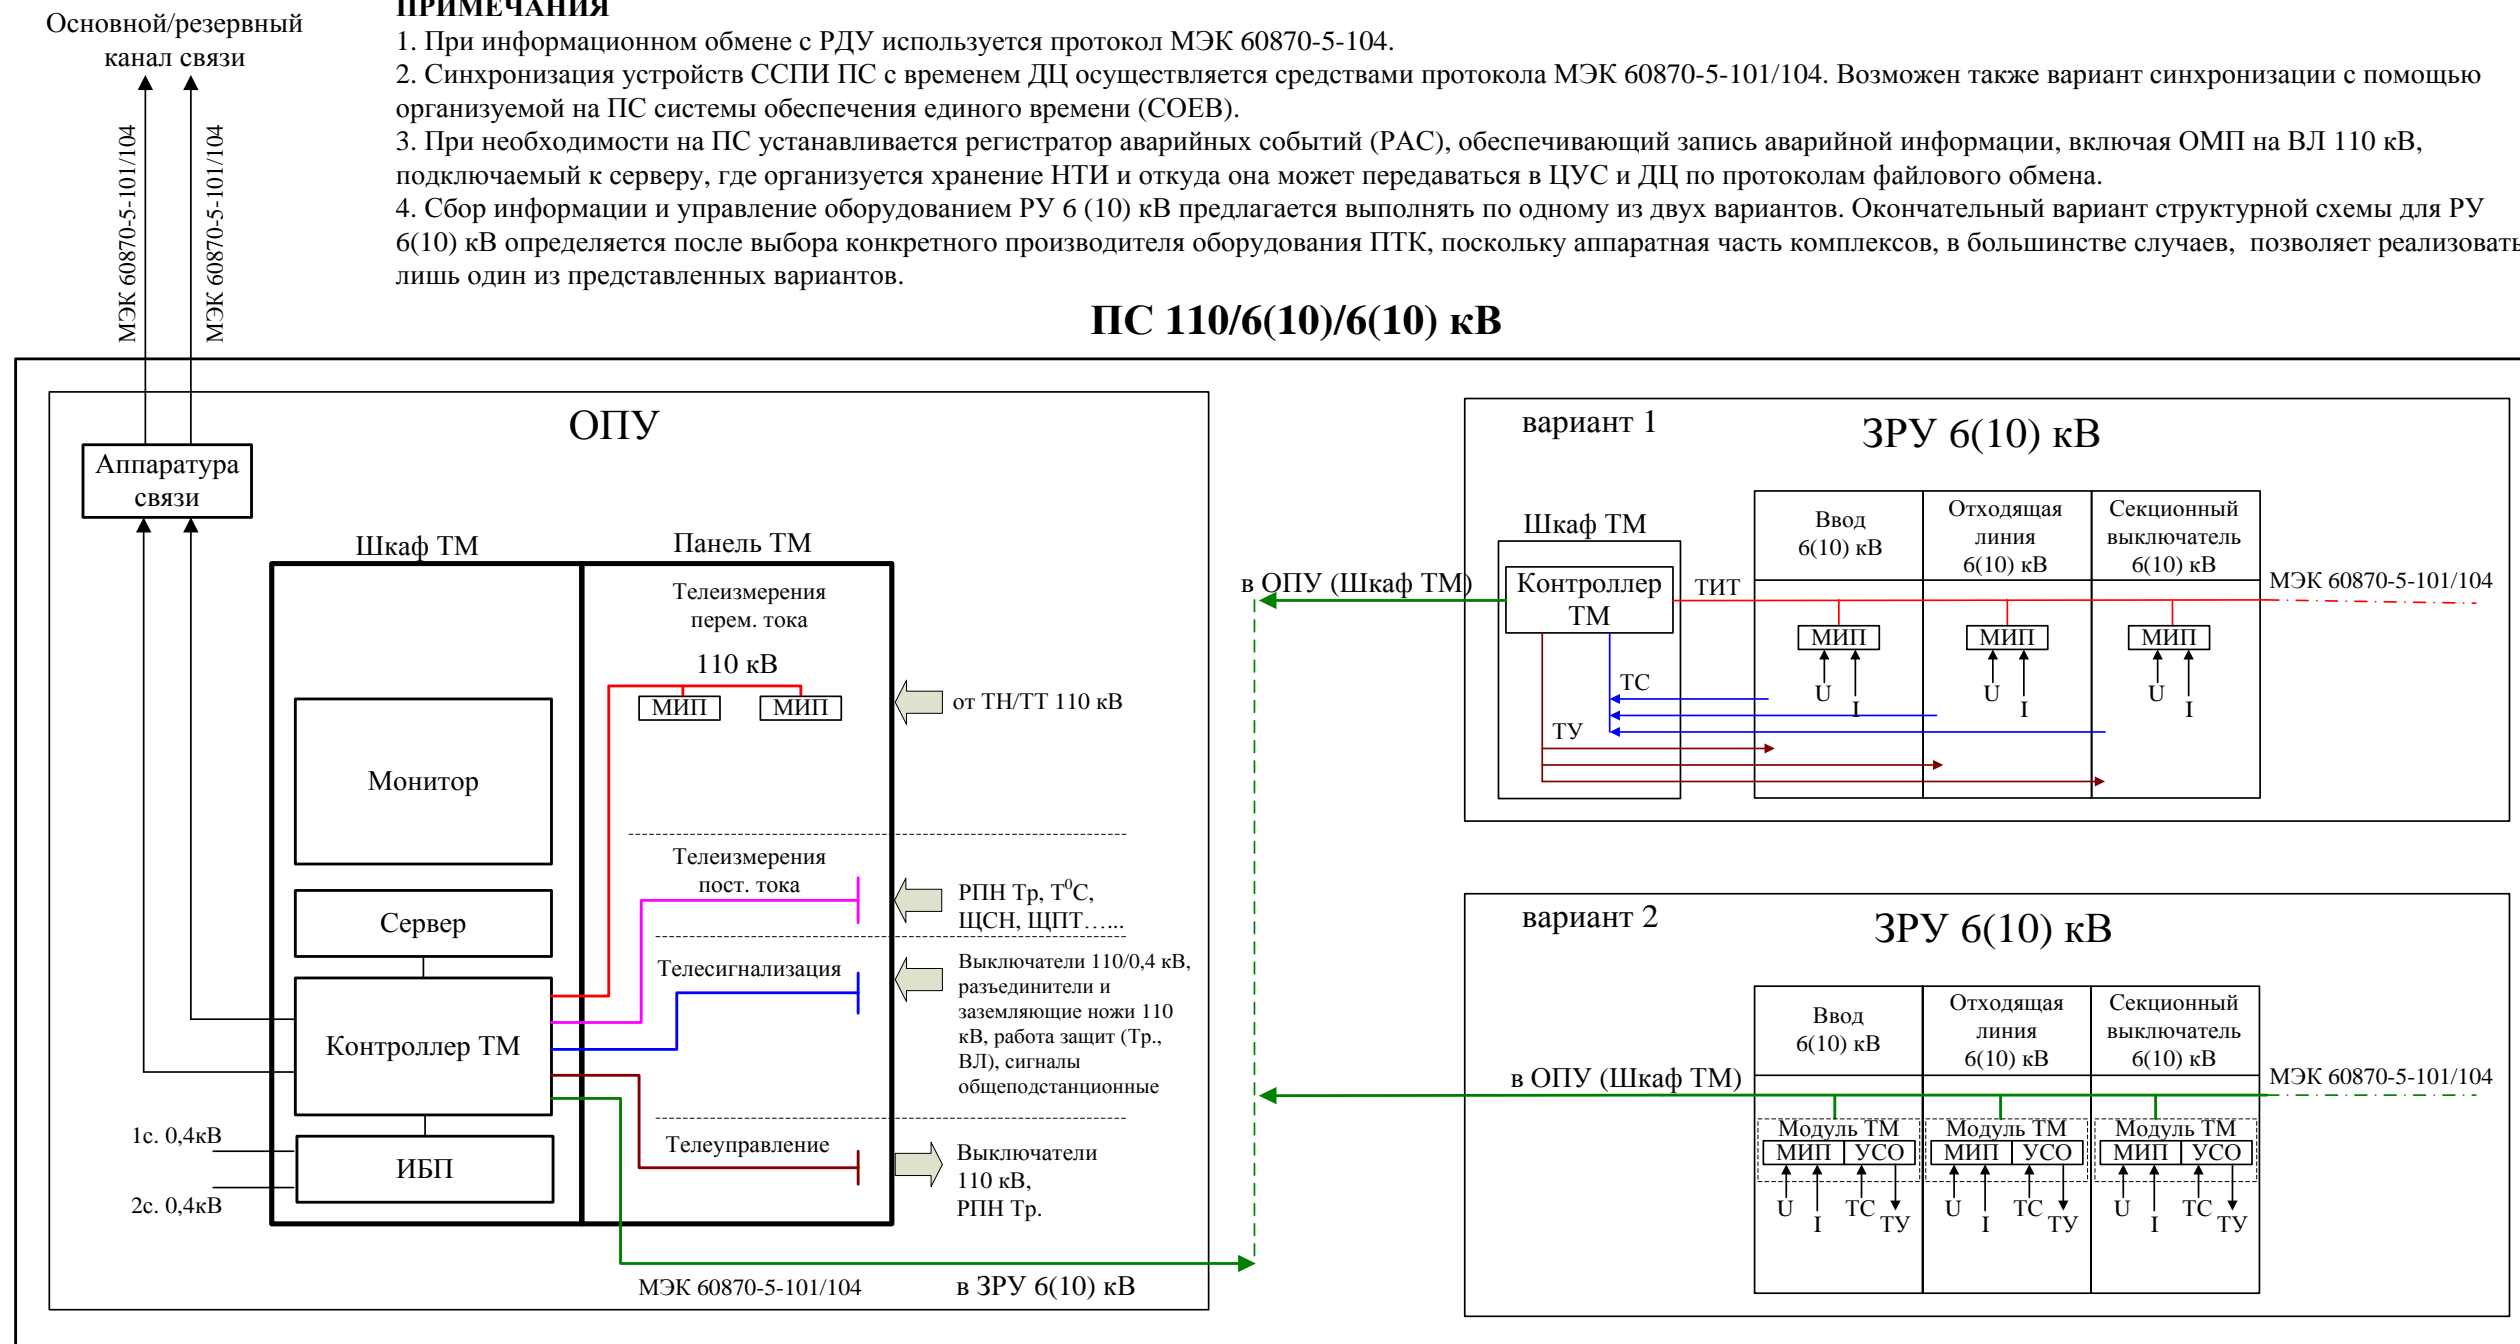 Основной/резервный
канал связи
МЭК 60870-5-101/104
МЭК 60870-5-101/104
ПРИМЕЧАНИЯ
1. При информационном обмене с РДУ используется протокол МЭК 60870-5-104.
2. Синхронизация устройств ССПИ ПС с временем ДЦ осуществляется средствами протокола МЭК 60870-5-101/104. Возможен также вариант синхронизации с помощью
организуемой на ПС системы обеспечения единого времени (СОЕВ).
3. При необходимости на ПС устанавливается регистратор аварийных событий (РАС), обеспечивающий запись аварийной информации, включая ОМП на ВЛ 110 кВ,
подключаемый к серверу, где организуется хранение НТИ и откуда она может передаваться в ЦУС и ДЦ по протоколам файлового обмена.
4. Сбор информации и управление оборудованием РУ 6 (10) кВ предлагается выполнять по одному из двух вариантов. Окончательный вариант структурной схемы для РУ
6(10) кВ определяется после выбора конкретного производителя оборудования ПТК, поскольку аппаратная часть комплексов, в большинстве случаев,  позволяет реализовать
лишь один из представленных вариантов.
ПС 110/6(10)/6(10) кВ
ОПУ
Аппаратура
связи
Шкаф ТМ
Панель ТМ
Телеизмерения
перем. тока
110 кВ
МИП
МИП
от ТН/ТТ 110 кВ
Монитор
Телеизмерения
пост. тока
РПН Тр, Т⁰С,
ЩСН, ЩПТ…...
Сервер
Телесигнализация
Выключатели 110/0,4 кВ,
разъединители и
заземляющие ножи 110
кВ, работа защит (Тр.,
ВЛ), сигналы
общеподстанционные
Контроллер ТМ
Телеуправление
Выключатели
110 кВ,
РПН Тр.
1с. 0,4кВ
ИБП
2с. 0,4кВ
МЭК 60870-5-101/104
в ЗРУ 6(10) кВ
вариант 1
ЗРУ 6(10) кВ
Шкаф ТМ
в ОПУ (Шкаф ТМ)
Контроллер
ТМ
ТИТ
ТС
ТУ
Ввод
6(10) кВ
Отходящая
линия
6(10) кВ
Секционный
выключатель
6(10) кВ
МЭК 60870-5-101/104
МИП
U
I
МИП
U
I
МИП
U
I
вариант 2
ЗРУ 6(10) кВ
в ОПУ (Шкаф ТМ)
Ввод
6(10) кВ
Отходящая
линия
6(10) кВ
Секционный
выключатель
6(10) кВ
МЭК 60870-5-101/104
Модуль ТМ
МИП УСО
U I ТС ТУ
Модуль ТМ
МИП УСО
U I ТС ТУ
Модуль ТМ
МИП УСО
U I ТС ТУ